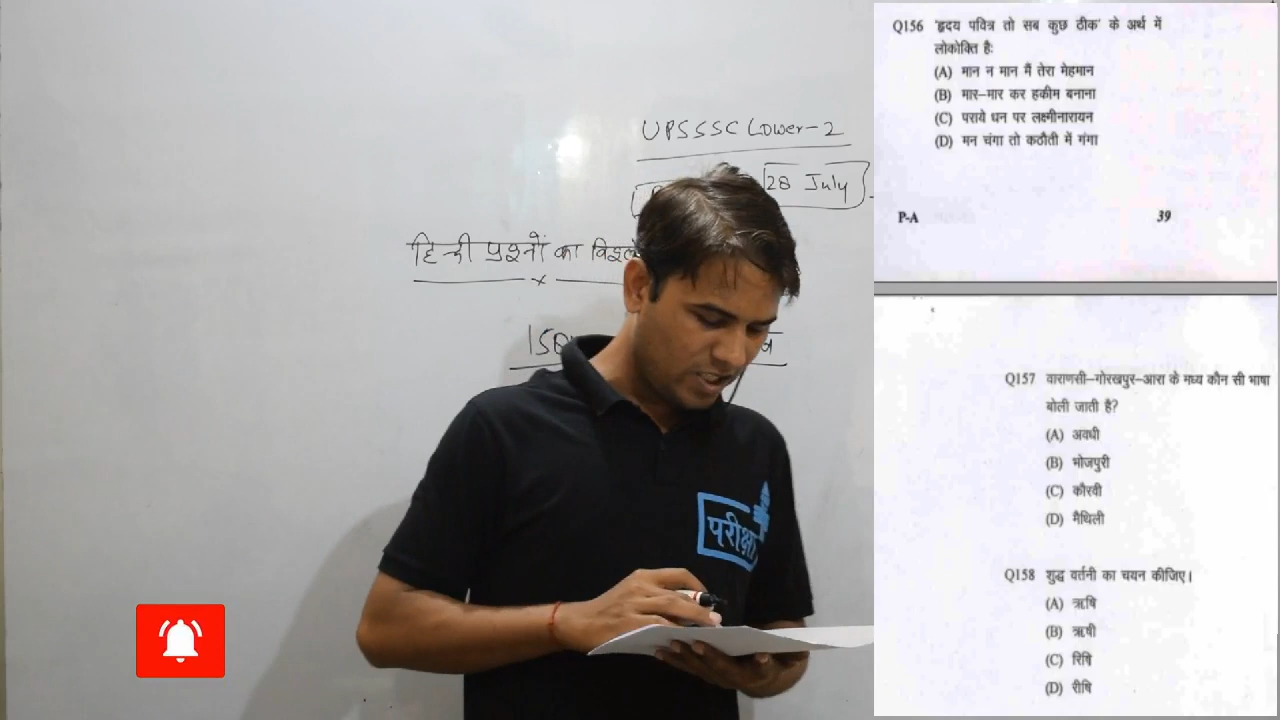 UPSSSC Lower-2
28 July
हिन्दी प्रश्नों का
परीक्षा
Q156 'हृदय पवित्र तो सब कुछ ठीक' के अर्थ में
लोकोक्ति हैः
(A) मान न मान मैं तेरा मेहमान
(B) मार–मार कर हकीम बनाना
(C) पराये धन पर लक्ष्मीनारायन
(D) मन चंगा तो कठौती में गंगा
P-A 39
Q157 वाराणसी–गोरखपुर–आरा के मध्य कौन सी भाषा
बोली जाती है?
(A) अवधी
(B) भोजपुरी
(C) कौरवी
(D) मैथिली
Q158 शुद्ध वर्तनी का चयन कीजिए।
(A) ऋषि
(B) ऋषी
(C) रिषि
(D) रीषि